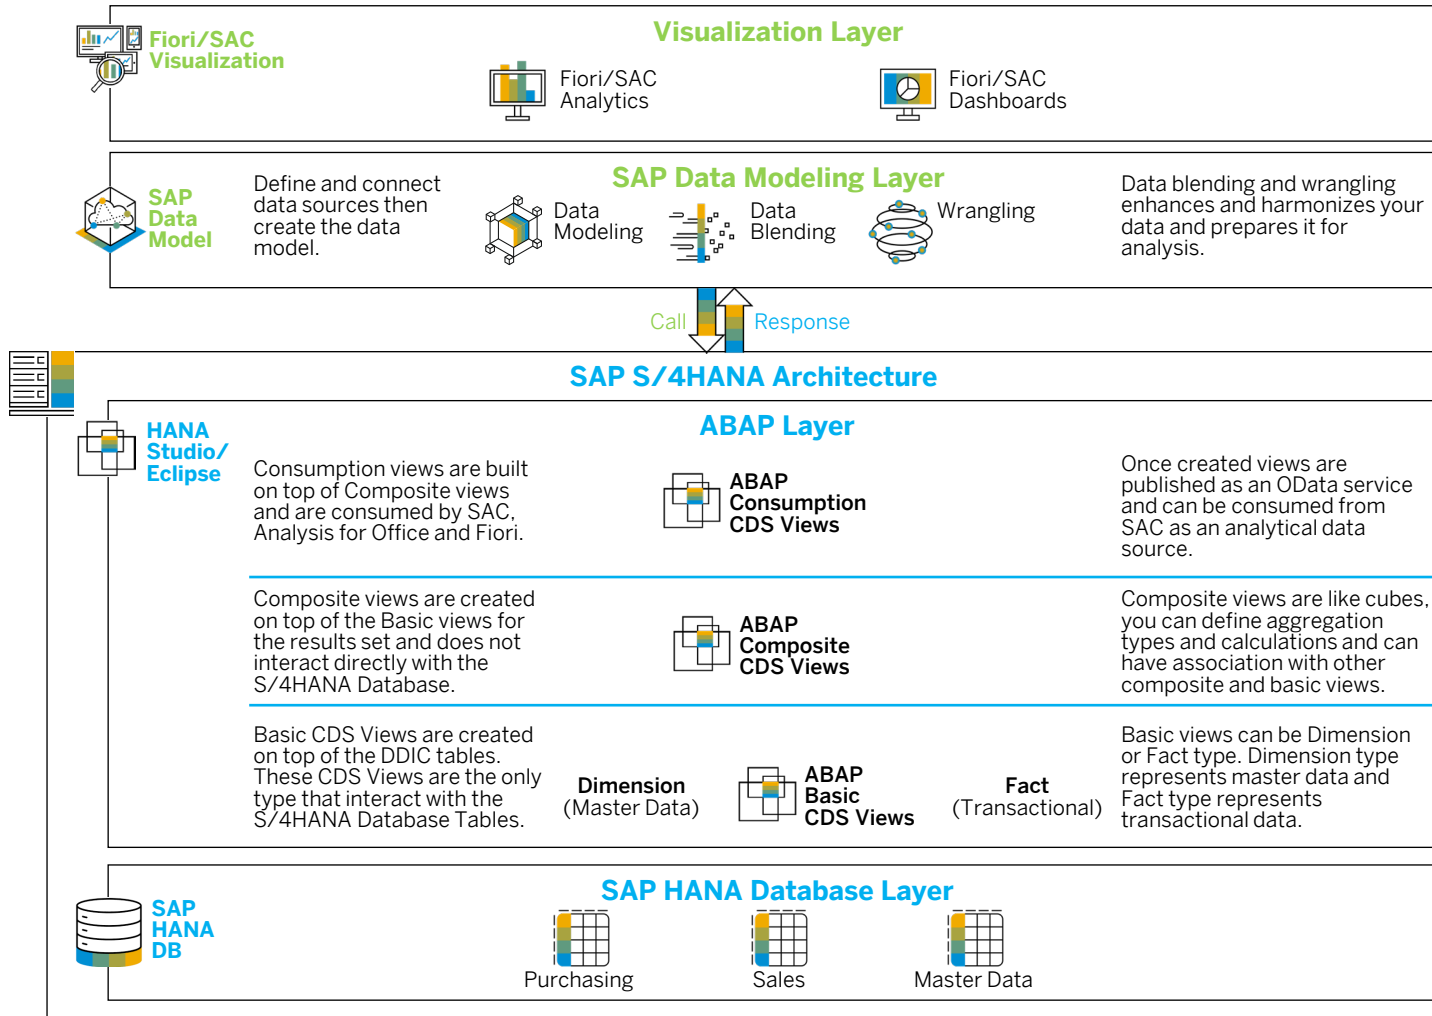 Fiori/SAC
Visualization
Visualization Layer
Fiori/SAC
Analytics
Fiori/SAC
Dashboards
SAP
Data
Model
Define and connect
data sources then
create the data
model.
SAP Data Modeling Layer
Data
Modeling
Data
Blending
Wrangling
Data blending and wrangling
enhances and harmonizes your
data and prepares it for
analysis.
Call
Response
SAP S/4HANA Architecture
HANA
Studio/
Eclipse
ABAP Layer
Consumption views are built
on top of Composite views
and are consumed by SAC,
Analysis for Office and Fiori.
ABAP
Consumption
CDS Views
Once created views are
published as an OData service
and can be consumed from
SAC as an analytical data
source.
Composite views are created
on top of the Basic views for
the results set and does not
interact directly with the
S/4HANA Database.
ABAP
Composite
CDS Views
Composite views are like cubes,
you can define aggregation
types and calculations and can
have association with other
composite and basic views.
Basic CDS Views are created
on top of the DDIC tables.
These CDS Views are the only
type that interact with the
S/4HANA Database Tables.
Dimension
(Master Data)
ABAP
Basic
CDS Views
Fact
(Transactional)
Basic views can be Dimension
or Fact type. Dimension type
represents master data and
Fact type represents
transactional data.
SAP
HANA
DB
SAP HANA Database Layer
Purchasing
Sales
Master Data